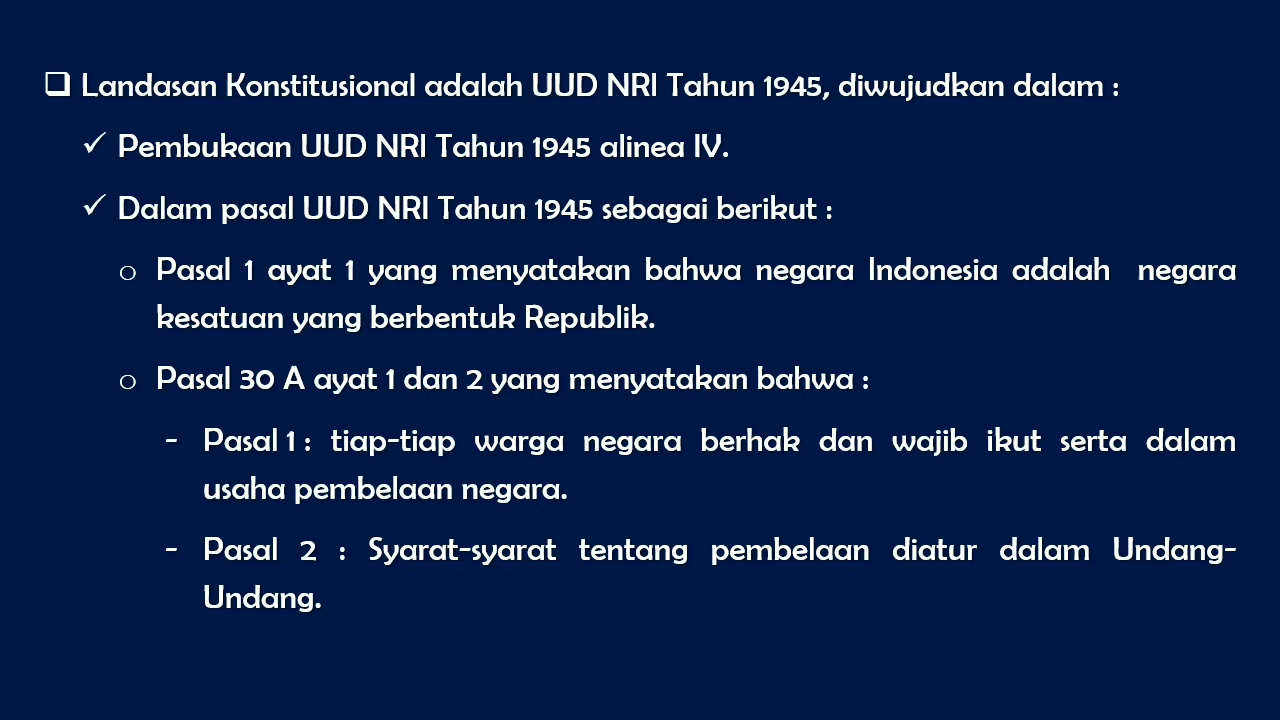 ❑ Landasan Konstitusional adalah UUD NRI Tahun 1945, diwujudkan dalam :
✓ Pembukaan UUD NRI Tahun 1945 alinea IV.
✓ Dalam pasal UUD NRI Tahun 1945 sebagai berikut :
o Pasal 1 ayat 1 yang menyatakan bahwa negara Indonesia adalah negara
kesatuan yang berbentuk Republik.
o Pasal 30 A ayat 1 dan 2 yang menyatakan bahwa :
- Pasal 1 : tiap-tiap warga negara berhak dan wajib ikut serta dalam
usaha pembelaan negara.
- Pasal 2 : Syarat-syarat tentang pembelaan diatur dalam Undang-
Undang.